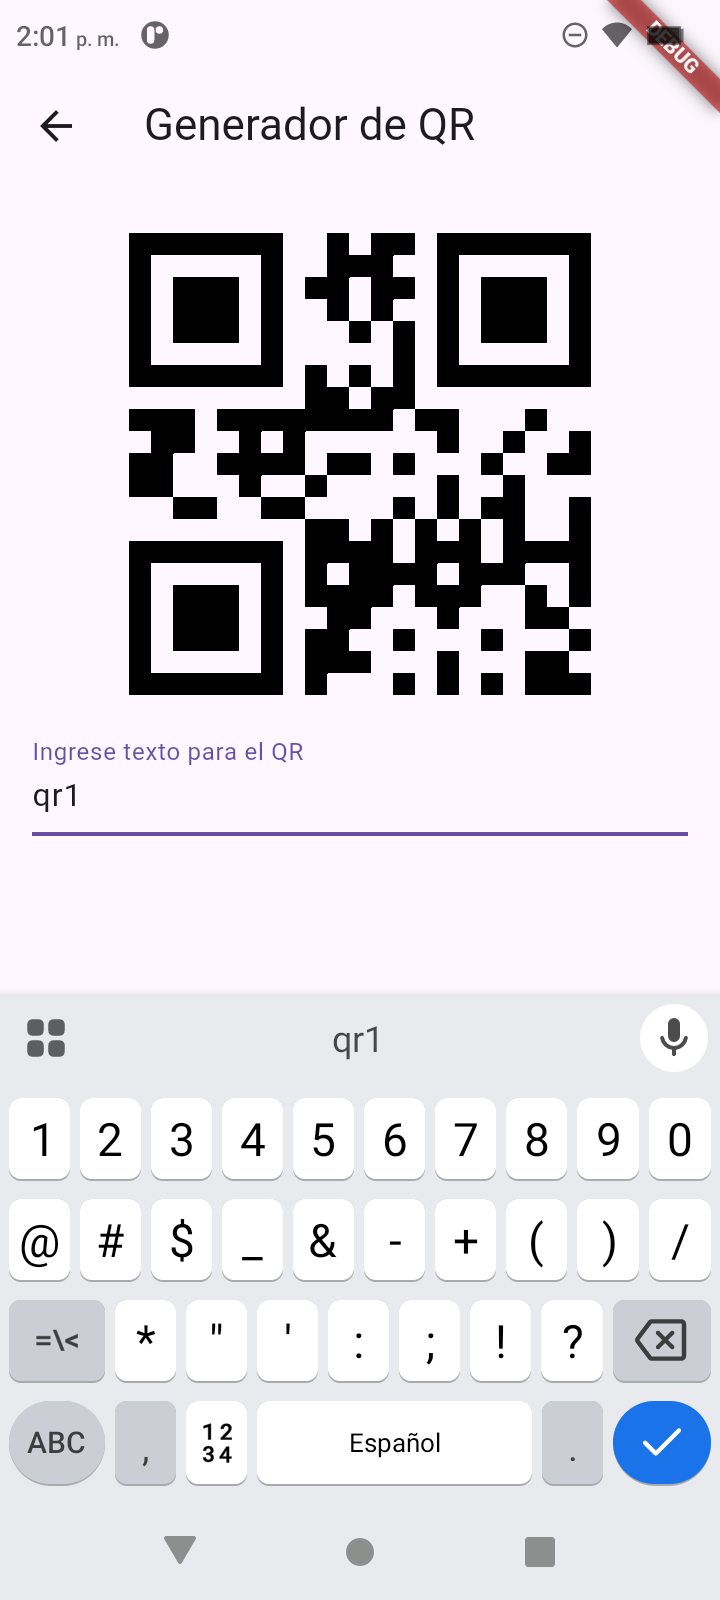 2:01 p. m.
DEBUG
Generador de QR
Ingrese texto para el QR
qr1
qr1
1 2 3 4 5 6 7 8 9 0
@ # $ _ & - + ( ) /
=\< * " ' : ; ! ?
ABC , 12 34 Español .